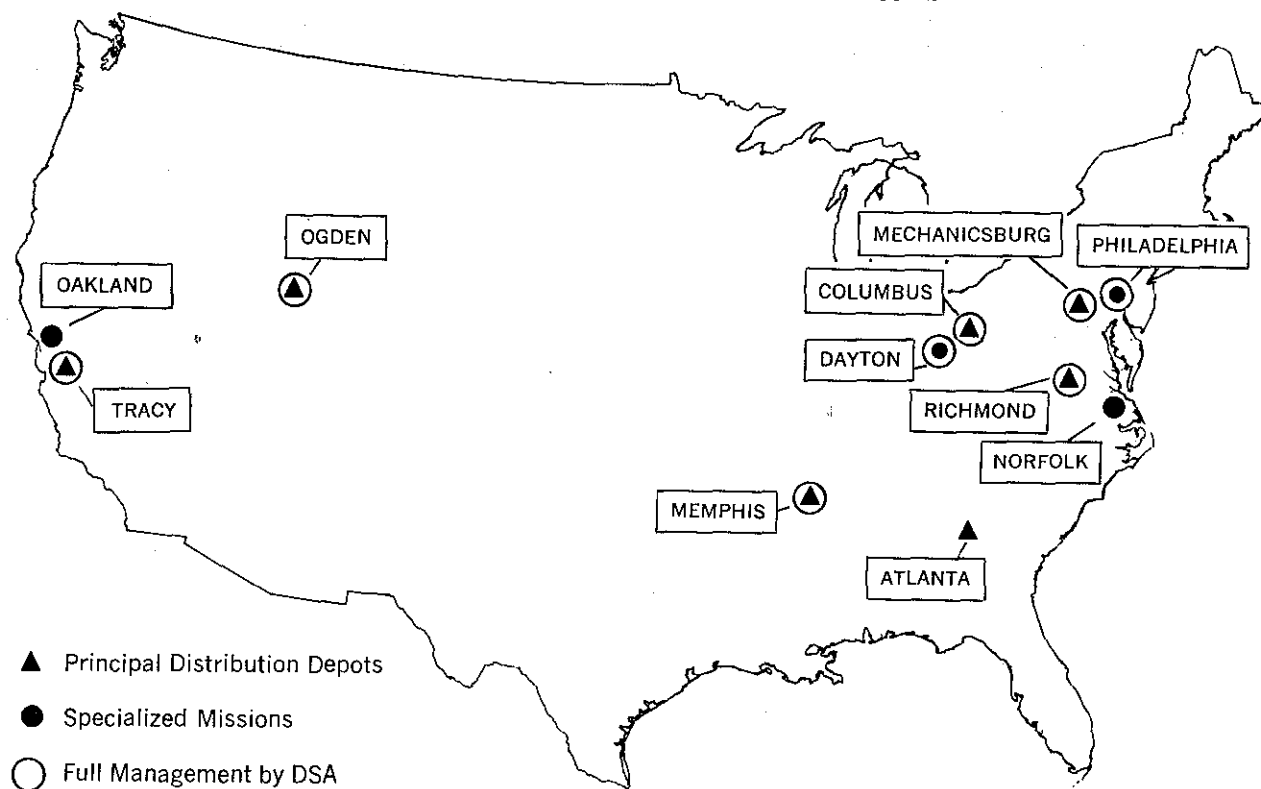 OGDEN
MECHANICSBURG
PHILADELPHIA
OAKLAND
COLUMBUS
DAYTON
TRACY
RICHMOND
NORFOLK
MEMPHIS
ATLANTA
Principal Distribution Depots
Specialized Missions
Full Management by DSA